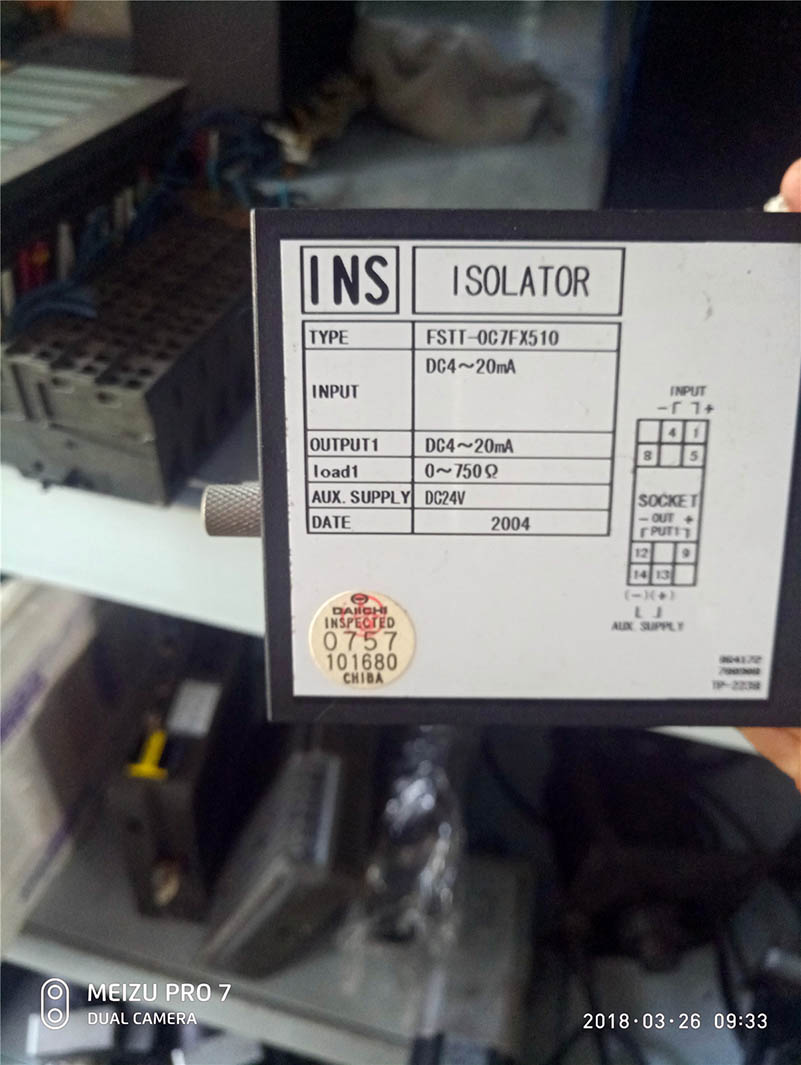 INS ISOLATOR
TYPE FSTT-0C7FX510
INPUT DC4～20mA
OUTPUT1 DC4～20mA
load1 0～750Ω
AUX. SUPPLY DC24V
DATE 2004
INPUT
- +
4 1
8 5
SOCKET
- OUT +
PUT1
12 9
14 13
(-)(+)
AUX. SUPPLY
DAIICHI
INSPECTED
0757
101680
CHIBA
TP-2238
MEIZU PRO 7
DUAL CAMERA
2018·03·26 09:33